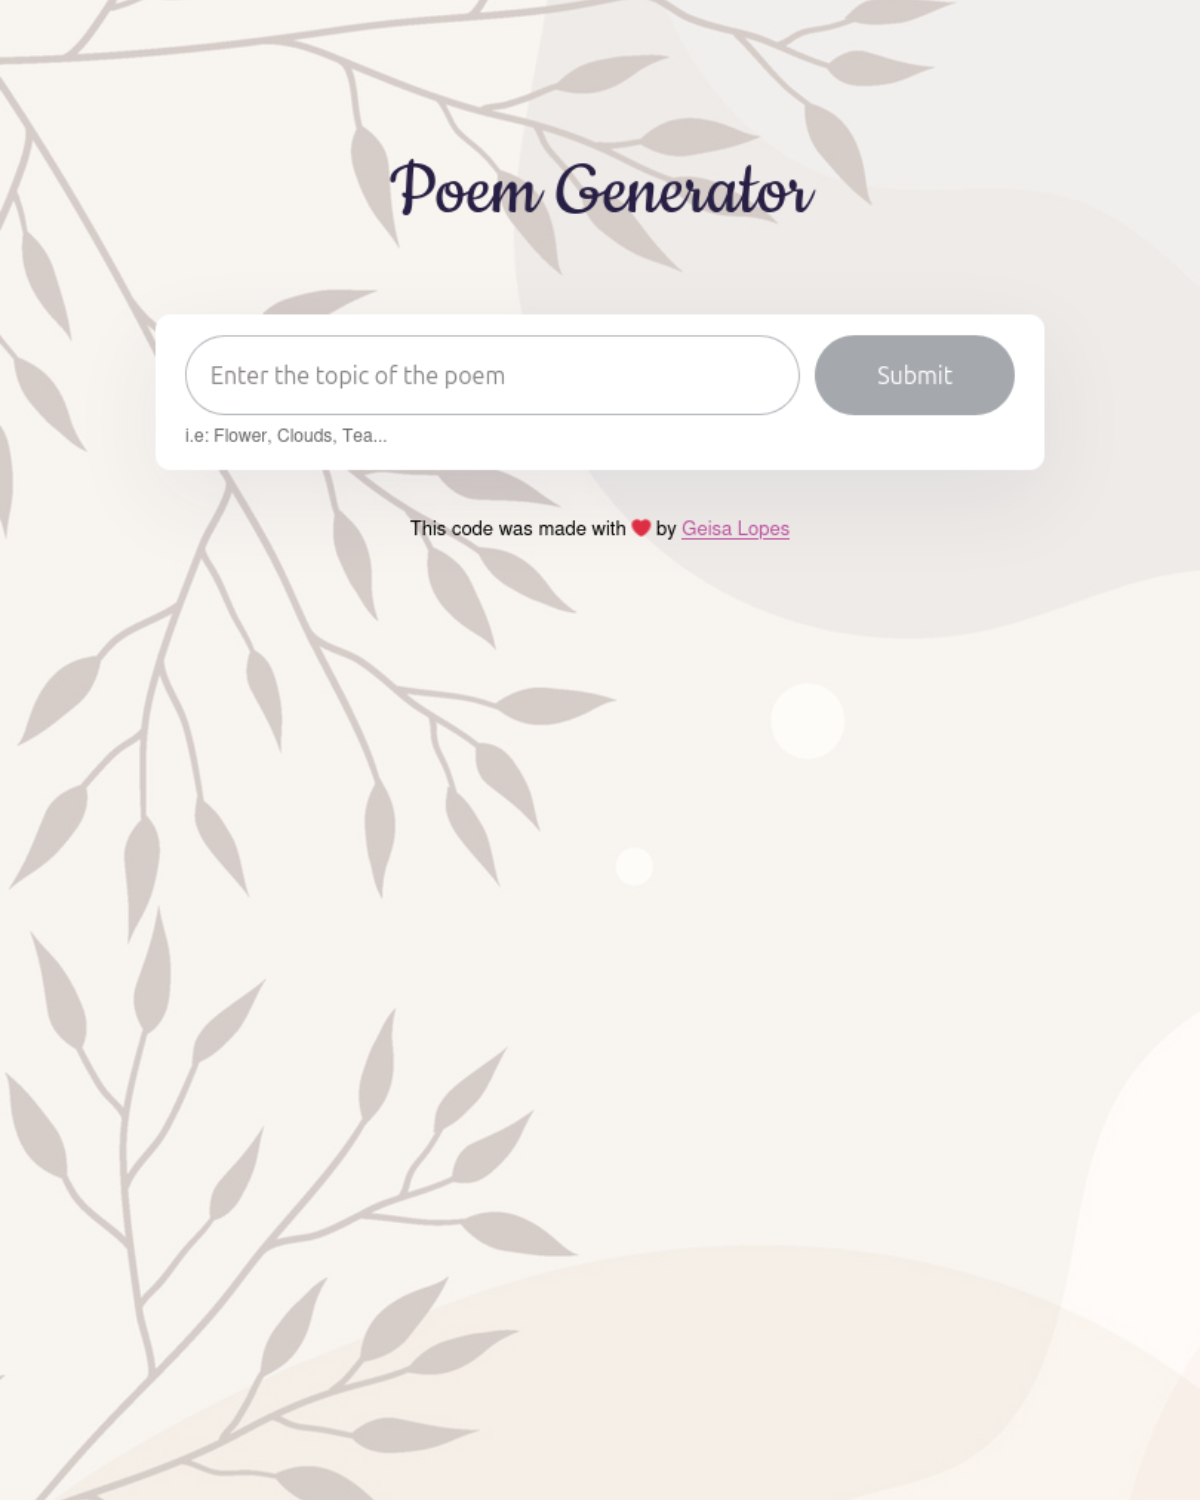 Poem Generator
Enter the topic of the poem
Submit
i.e: Flower, Clouds, Tea...
This code was made with ❤️ by Geisa Lopes